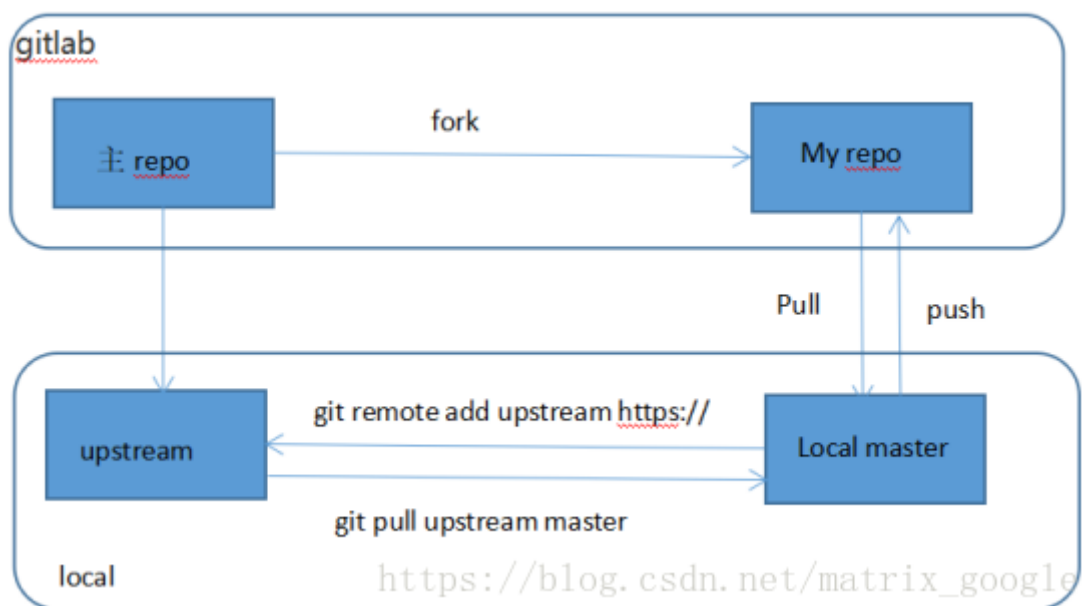 gitlab
主 repo
fork
My repo
Pull
push
upstream
git remote add upstream https://
Local master
git pull upstream master
local
https://blog.csdn.net/matrix_google